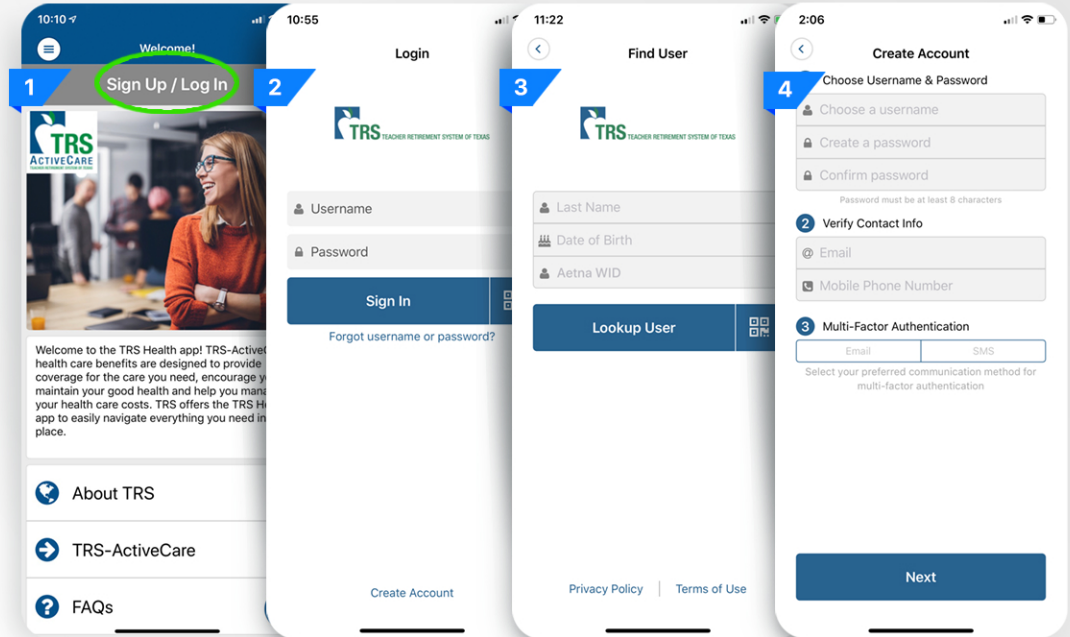 10:10
Welcome!
1
Sign Up / Log In
TRS
ACTIVECARE
TEACHER RETIREMENT SYSTEM OF TEXAS
Welcome to the TRS Health app! TRS-Active
health care benefits are designed to provide
coverage for the care you need, encourage
maintain your good health and help you
your health care costs. TRS offers the TRS
app to easily navigate everything you need in
place.
About TRS
TRS-ActiveCare
FAQs
10:55
Login
2
TRS TEACHER RETIREMENT SYSTEM OF TEXAS
Username
Password
Sign In
Forgot username or password?
Create Account
11:22
Find User
3
TRS TEACHER RETIREMENT SYSTEM OF TEXAS
Last Name
Date of Birth
Aetna WID
Lookup User
Privacy Policy | Terms of Use
2:06
Create Account
4
Choose Username & Password
Choose a username
Create a password
Confirm password
Password must be at least 8 characters
2 Verify Contact Info
@ Email
Mobile Phone Number
3 Multi-Factor Authentication
Email SMS
Select your preferred communication method for
multi-factor authentication
Next